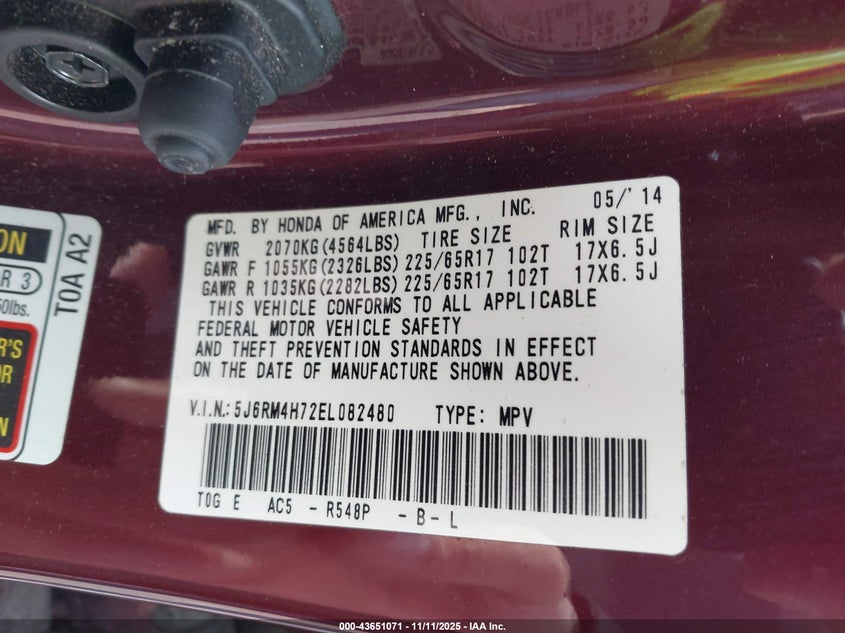 MFD. BY HONDA OF AMERICA MFG., INC. 05/'14
GVWR 2070KG(4564LBS) TIRE SIZE RIM SIZE
GAWR F 1055KG(2326LBS) 225/65R17 102T 17X6.5J
GAWR R 1035KG(2282LBS) 225/65R17 102T 17X6.5J
THIS VEHICLE CONFORMS TO ALL APPLICABLE
FEDERAL MOTOR VEHICLE SAFETY
AND THEFT PREVENTION STANDARDS IN EFFECT
ON THE DATE OF MANUFACTURE SHOWN ABOVE.
V.I.N.: 5J6RM4H72EL082480 TYPE: MPV
TOG E AC5 - R548P - B - L
TOA A2
3
000-43651071 - 11/11/2025 - IAA Inc.